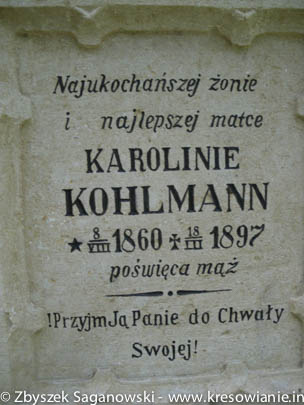 Najukochańszej żonie
i najlepszej matce
KAROLINIE
KOHLMANN
★ 8/VIII 1860 ✝ 18/III 1897
poświęca mąż
!Przyjm Ją Panie do Chwały
Swojej!
© Zbyszek Saganowski - www.kresowianie.in